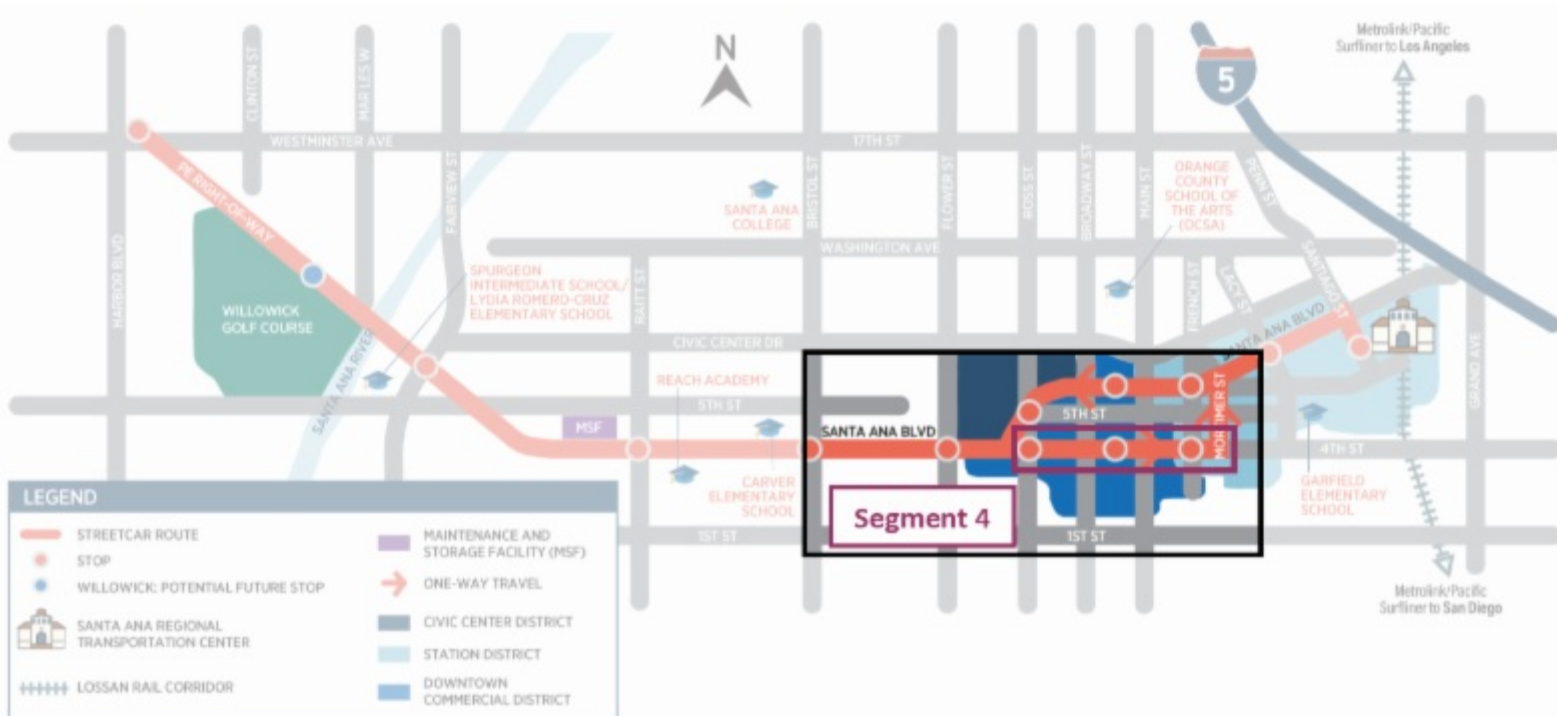 Metrolink/Pacific
Surfliner to Los Angeles
N
5
CLINTON ST
MAR LES W
WESTMINSTER AVE
17TH ST
PE RIGHT-OF-WAY
FAIRVIEW ST
BRISTOL ST
FLOWER ST
ROSS ST
BROADWAY ST
MAIN ST
PENN ST
ORANGE
COUNTY
SCHOOL OF
THE ARTS
(OCSA)
SANTA ANA
COLLEGE
WASHINGTON AVE
HARBOR BLVD
SPURGEON
INTERMEDIATE SCHOOL/
LYDIA ROMERO-CRUZ
ELEMENTARY SCHOOL
RAITT ST
FRENCH ST
LACY ST
SANTIAGO ST
WILLOWICK
GOLF COURSE
SANTA ANA RIVER
CIVIC CENTER DR
SANTA ANA BLVD
GRAND AVE
REACH ACADEMY
5TH ST
5TH ST
MSF
SANTA ANA BLVD
MORTIMER ST
4TH ST
CARVER
ELEMENTARY
SCHOOL
GARFIELD
ELEMENTARY
SCHOOL
Segment 4
1ST ST
1ST ST
Metrolink/Pacific
Surfliner to San Diego
LEGEND
STREETCAR ROUTE
STOP
WILLOWICK: POTENTIAL FUTURE STOP
SANTA ANA REGIONAL
TRANSPORTATION CENTER
LOSSAN RAIL CORRIDOR
MAINTENANCE AND
STORAGE FACILITY (MSF)
ONE-WAY TRAVEL
CIVIC CENTER DISTRICT
STATION DISTRICT
DOWNTOWN
COMMERCIAL DISTRICT